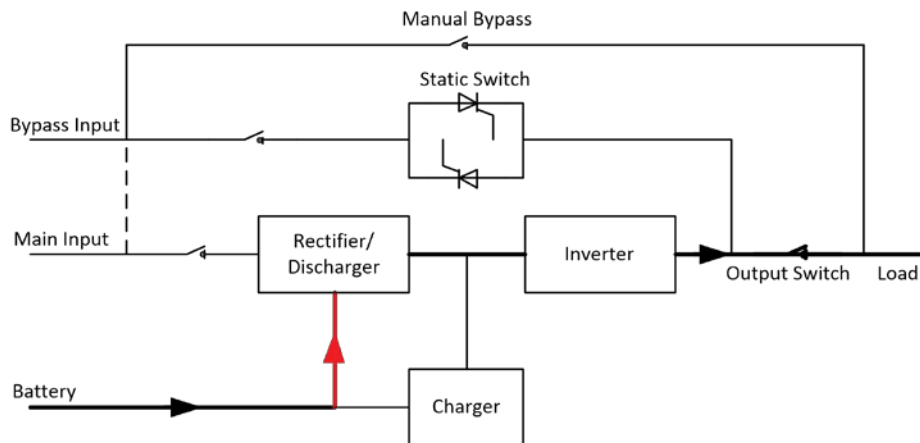 Manual Bypass
Static Switch
Bypass Input
Main Input
Rectifier/
Discharger
Inverter
Output Switch
Load
Battery
Charger